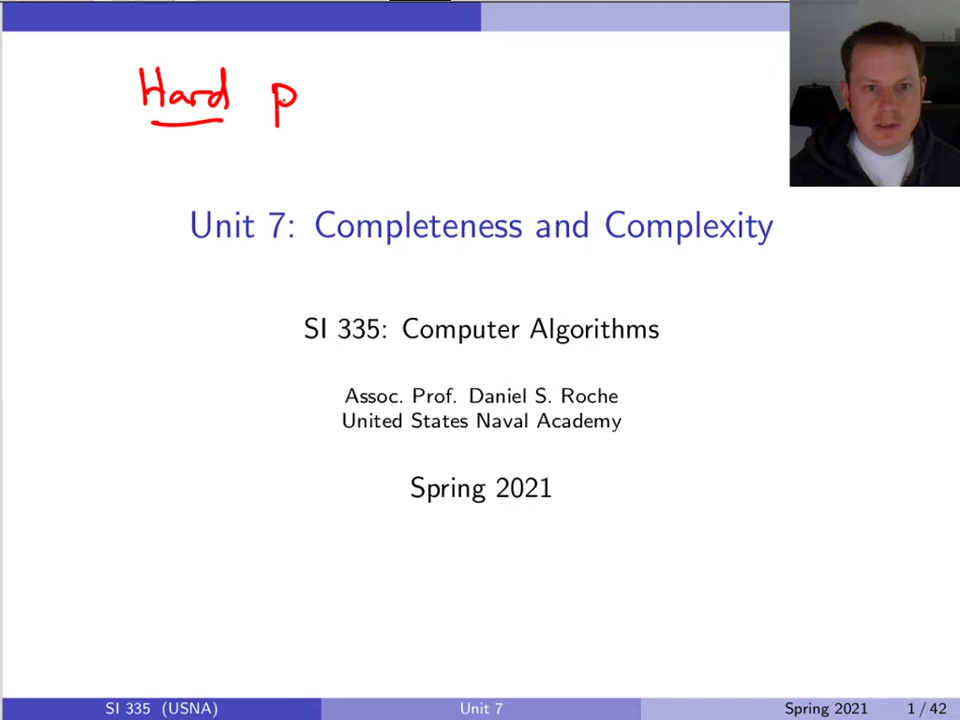 Hard p
Unit 7: Completeness and Complexity
SI 335: Computer Algorithms
Assoc. Prof. Daniel S. Roche
United States Naval Academy
Spring 2021
SI 335 (USNA) Unit 7 Spring 2021 1 / 42